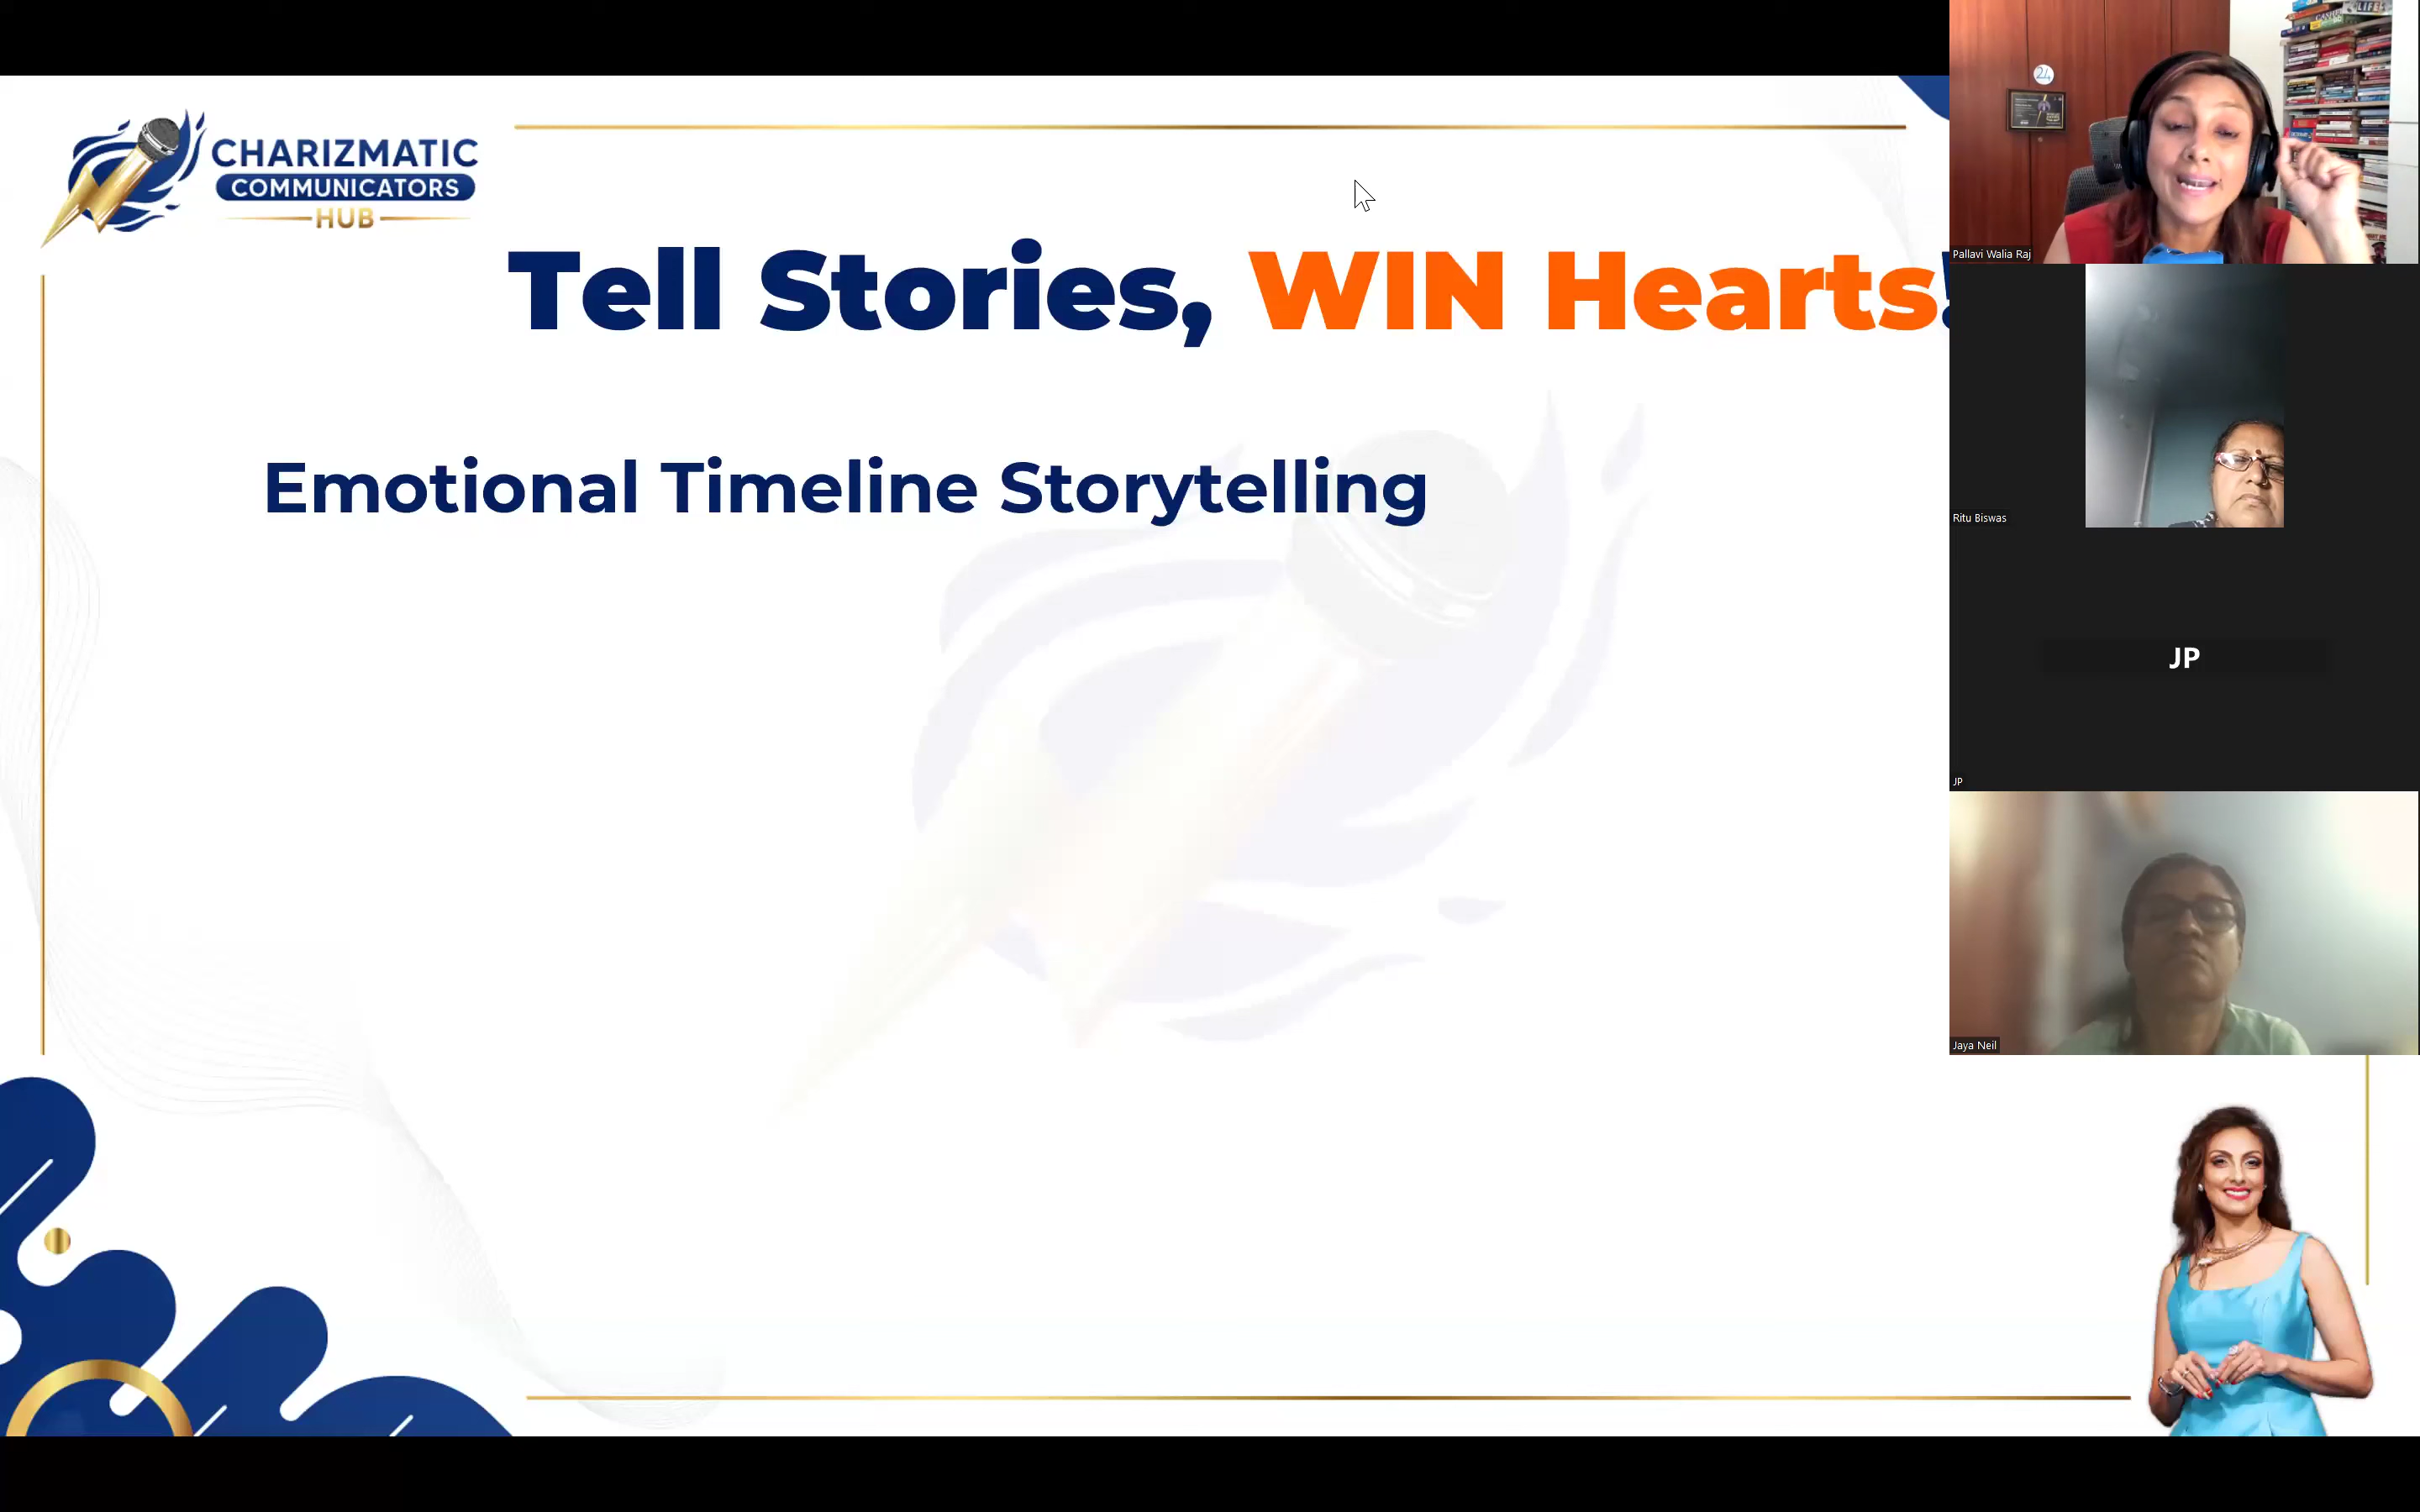 CHARIZMATIC
COMMUNICATORS
HUB
Tell Stories, WIN Hearts!
Emotional Timeline Storytelling
24
Pallavi Walia Raj
Ritu Biswas
JP
JP
Jaya Neil